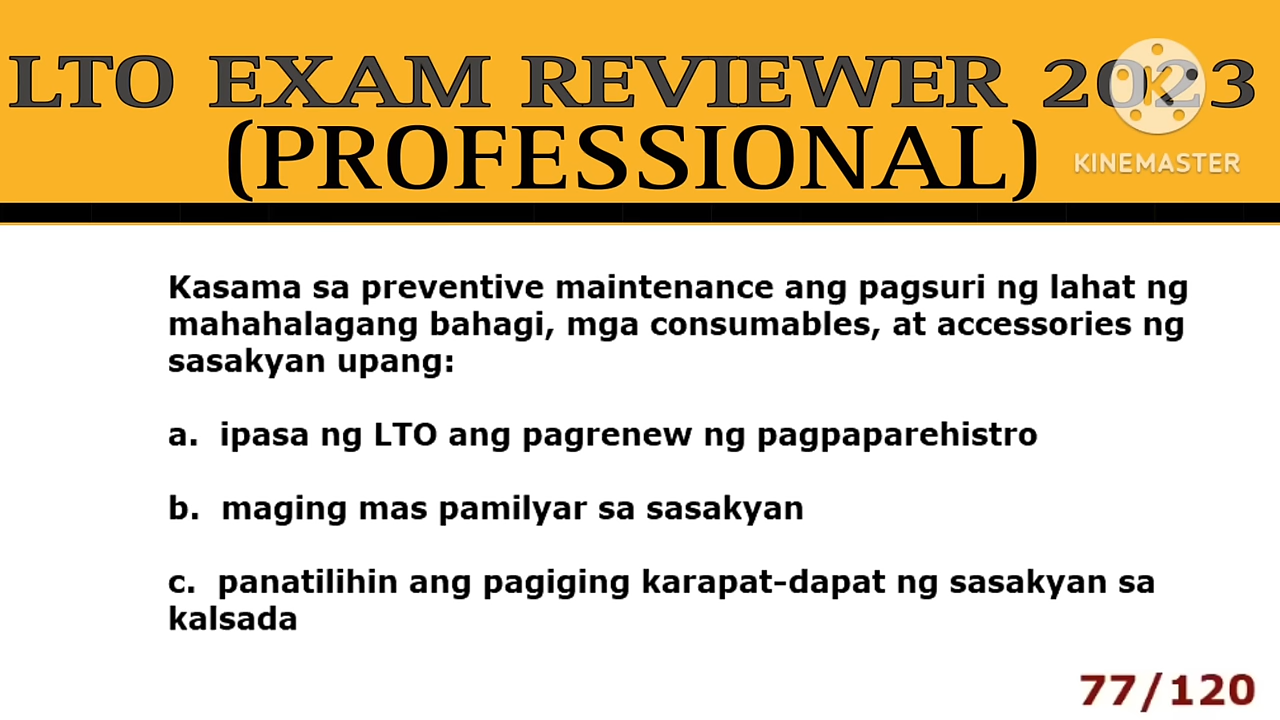 LTO EXAM REVIEWER 2023
(PROFESSIONAL)
KINEMASTER
Kasama sa preventive maintenance ang pagsuri ng lahat ng
mahahalagang bahagi, mga consumables, at accessories ng
sasakyan upang:
a. ipasa ng LTO ang pagrenew ng pagpaparehistro
b. maging mas pamilyar sa sasakyan
c. panatilihin ang pagiging karapat-dapat ng sasakyan sa
kalsada
77/120